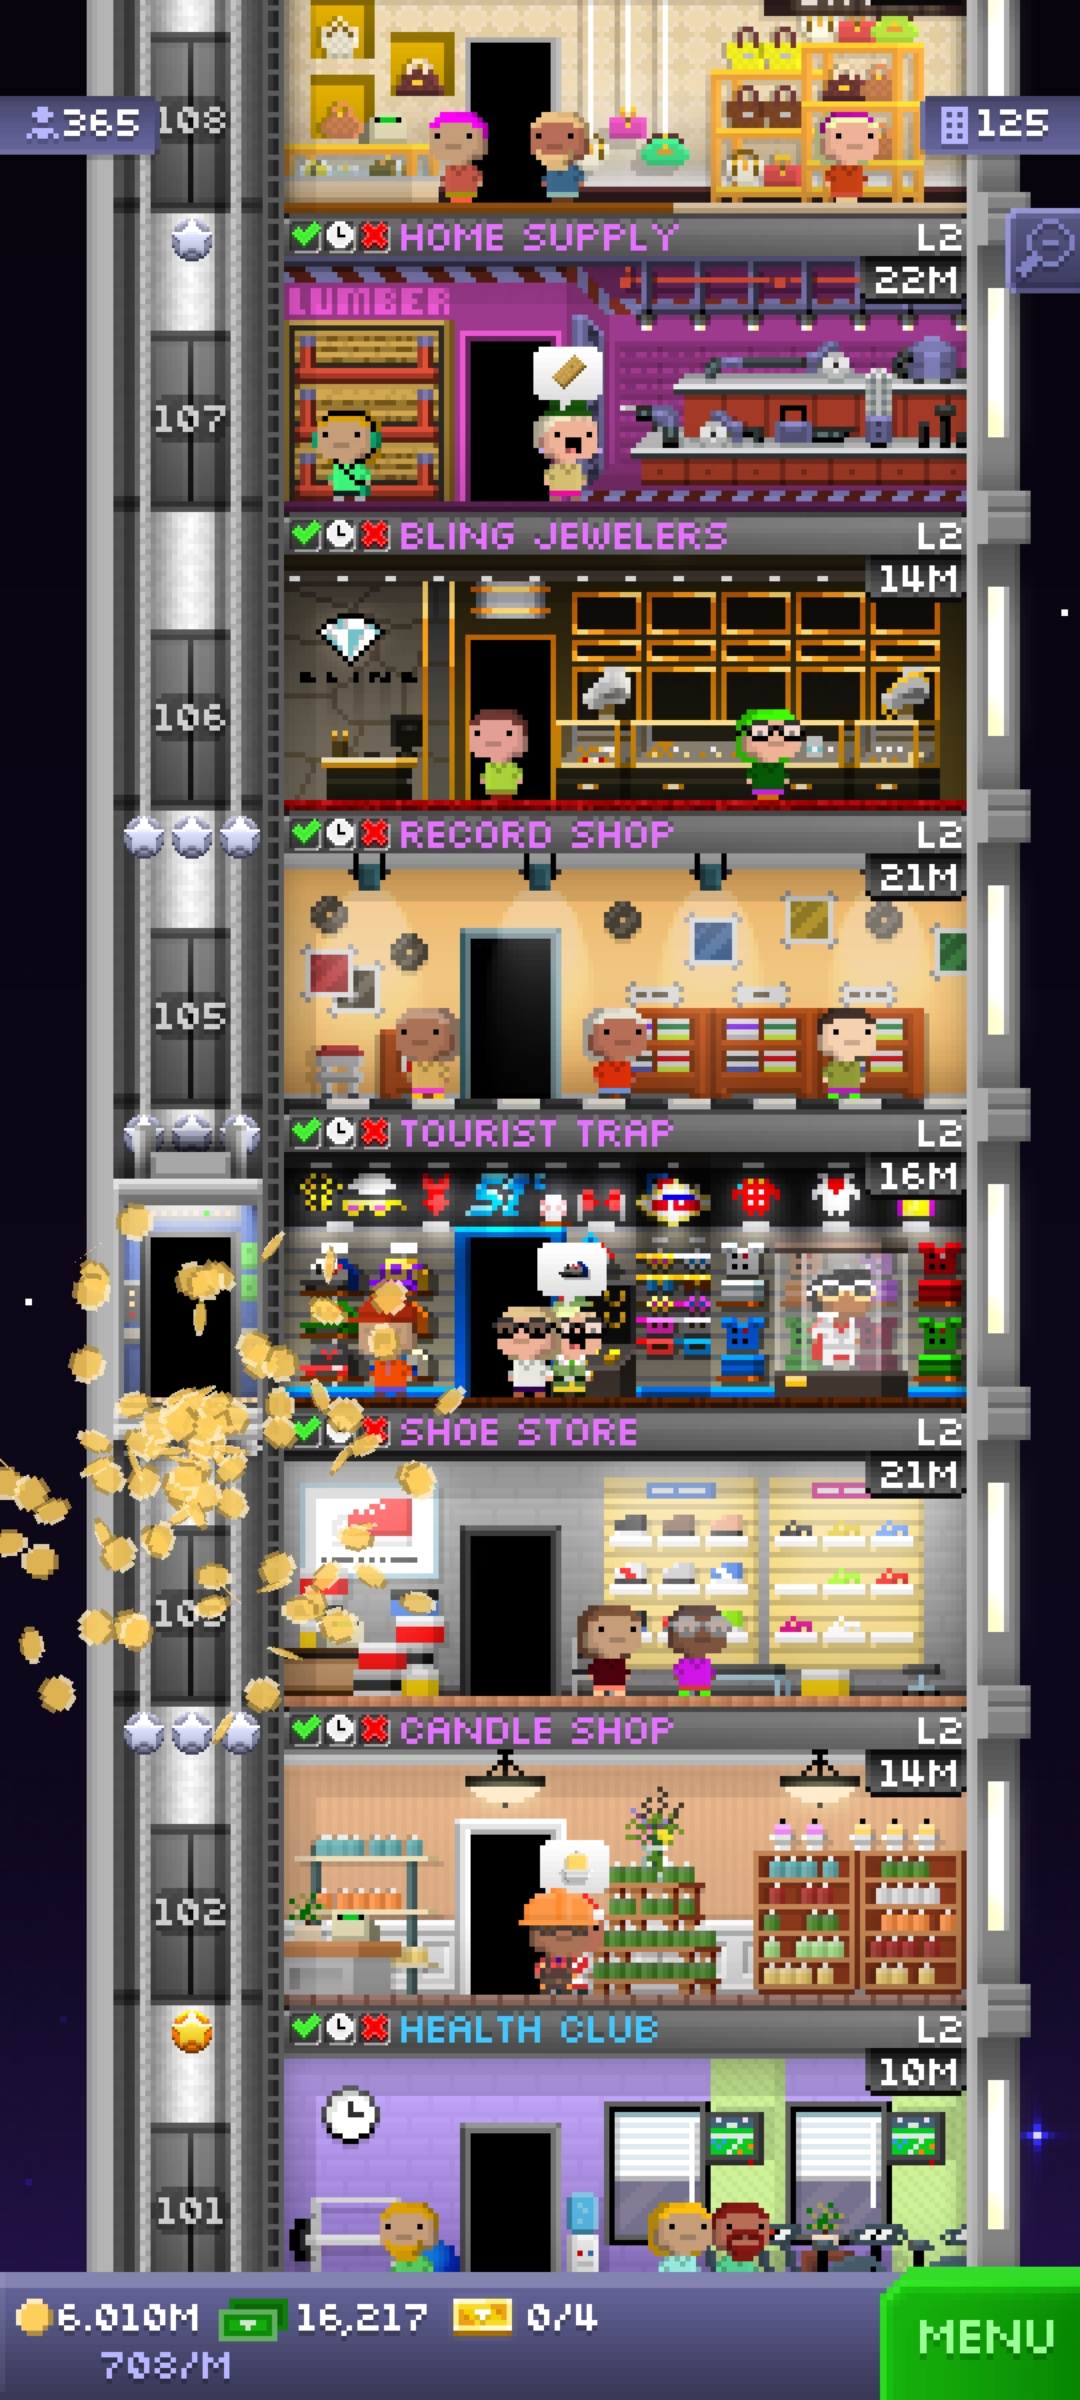 365
108
125
HOME SUPPLY L2
22M
LUMBER
107
BLING JEWELERS L2
14M
BLING
106
RECORD SHOP L2
21M
105
TOURIST TRAP L2
16M
SHOE STORE L2
21M
CANDLE SHOP L2
14M
102
HEALTH CLUB L2
10M
101
6.010M 16,217 0/4
708/M
MENU